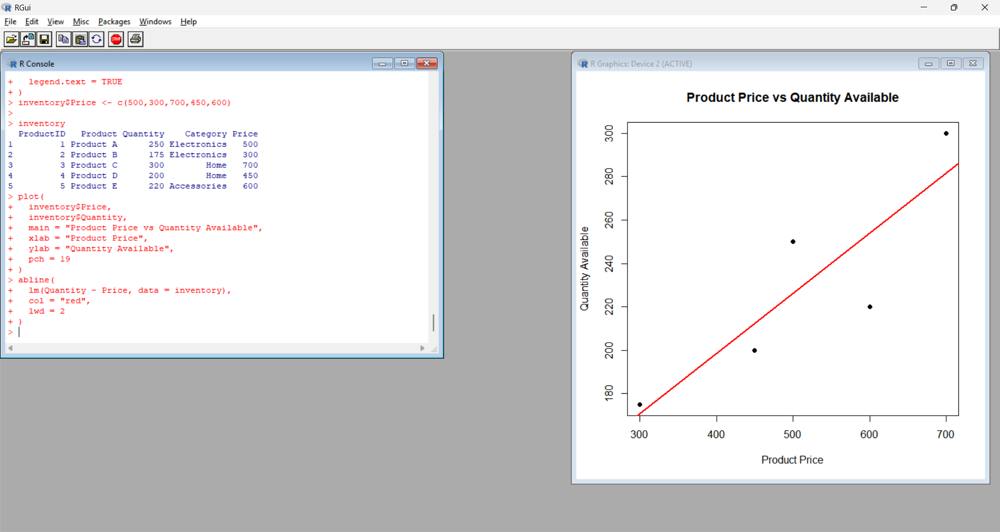 RGui
File Edit View Misc Packages Windows Help
STOP
R Console
+   legend.text = TRUE
+ )
> inventory$Price <- c(500,300,700,450,600)
>
> inventory
  ProductID   Product Quantity    Category Price
1         1 Product A      250 Electronics   500
2         2 Product B      175 Electronics   300
3         3 Product C      300        Home   700
4         4 Product D      200        Home   450
5         5 Product E      220 Accessories   600
> plot(
+   inventory$Price,
+   inventory$Quantity,
+   main = "Product Price vs Quantity Available",
+   xlab = "Product Price",
+   ylab = "Quantity Available",
+   pch = 19
+ )
> abline(
+   lm(Quantity ~ Price, data = inventory),
+   col = "red",
+   lwd = 2
+ )
>
R Graphics: Device 2 (ACTIVE)
Product Price vs Quantity Available
Quantity Available
300
280
260
240
220
200
180
300 400 500 600 700
Product Price